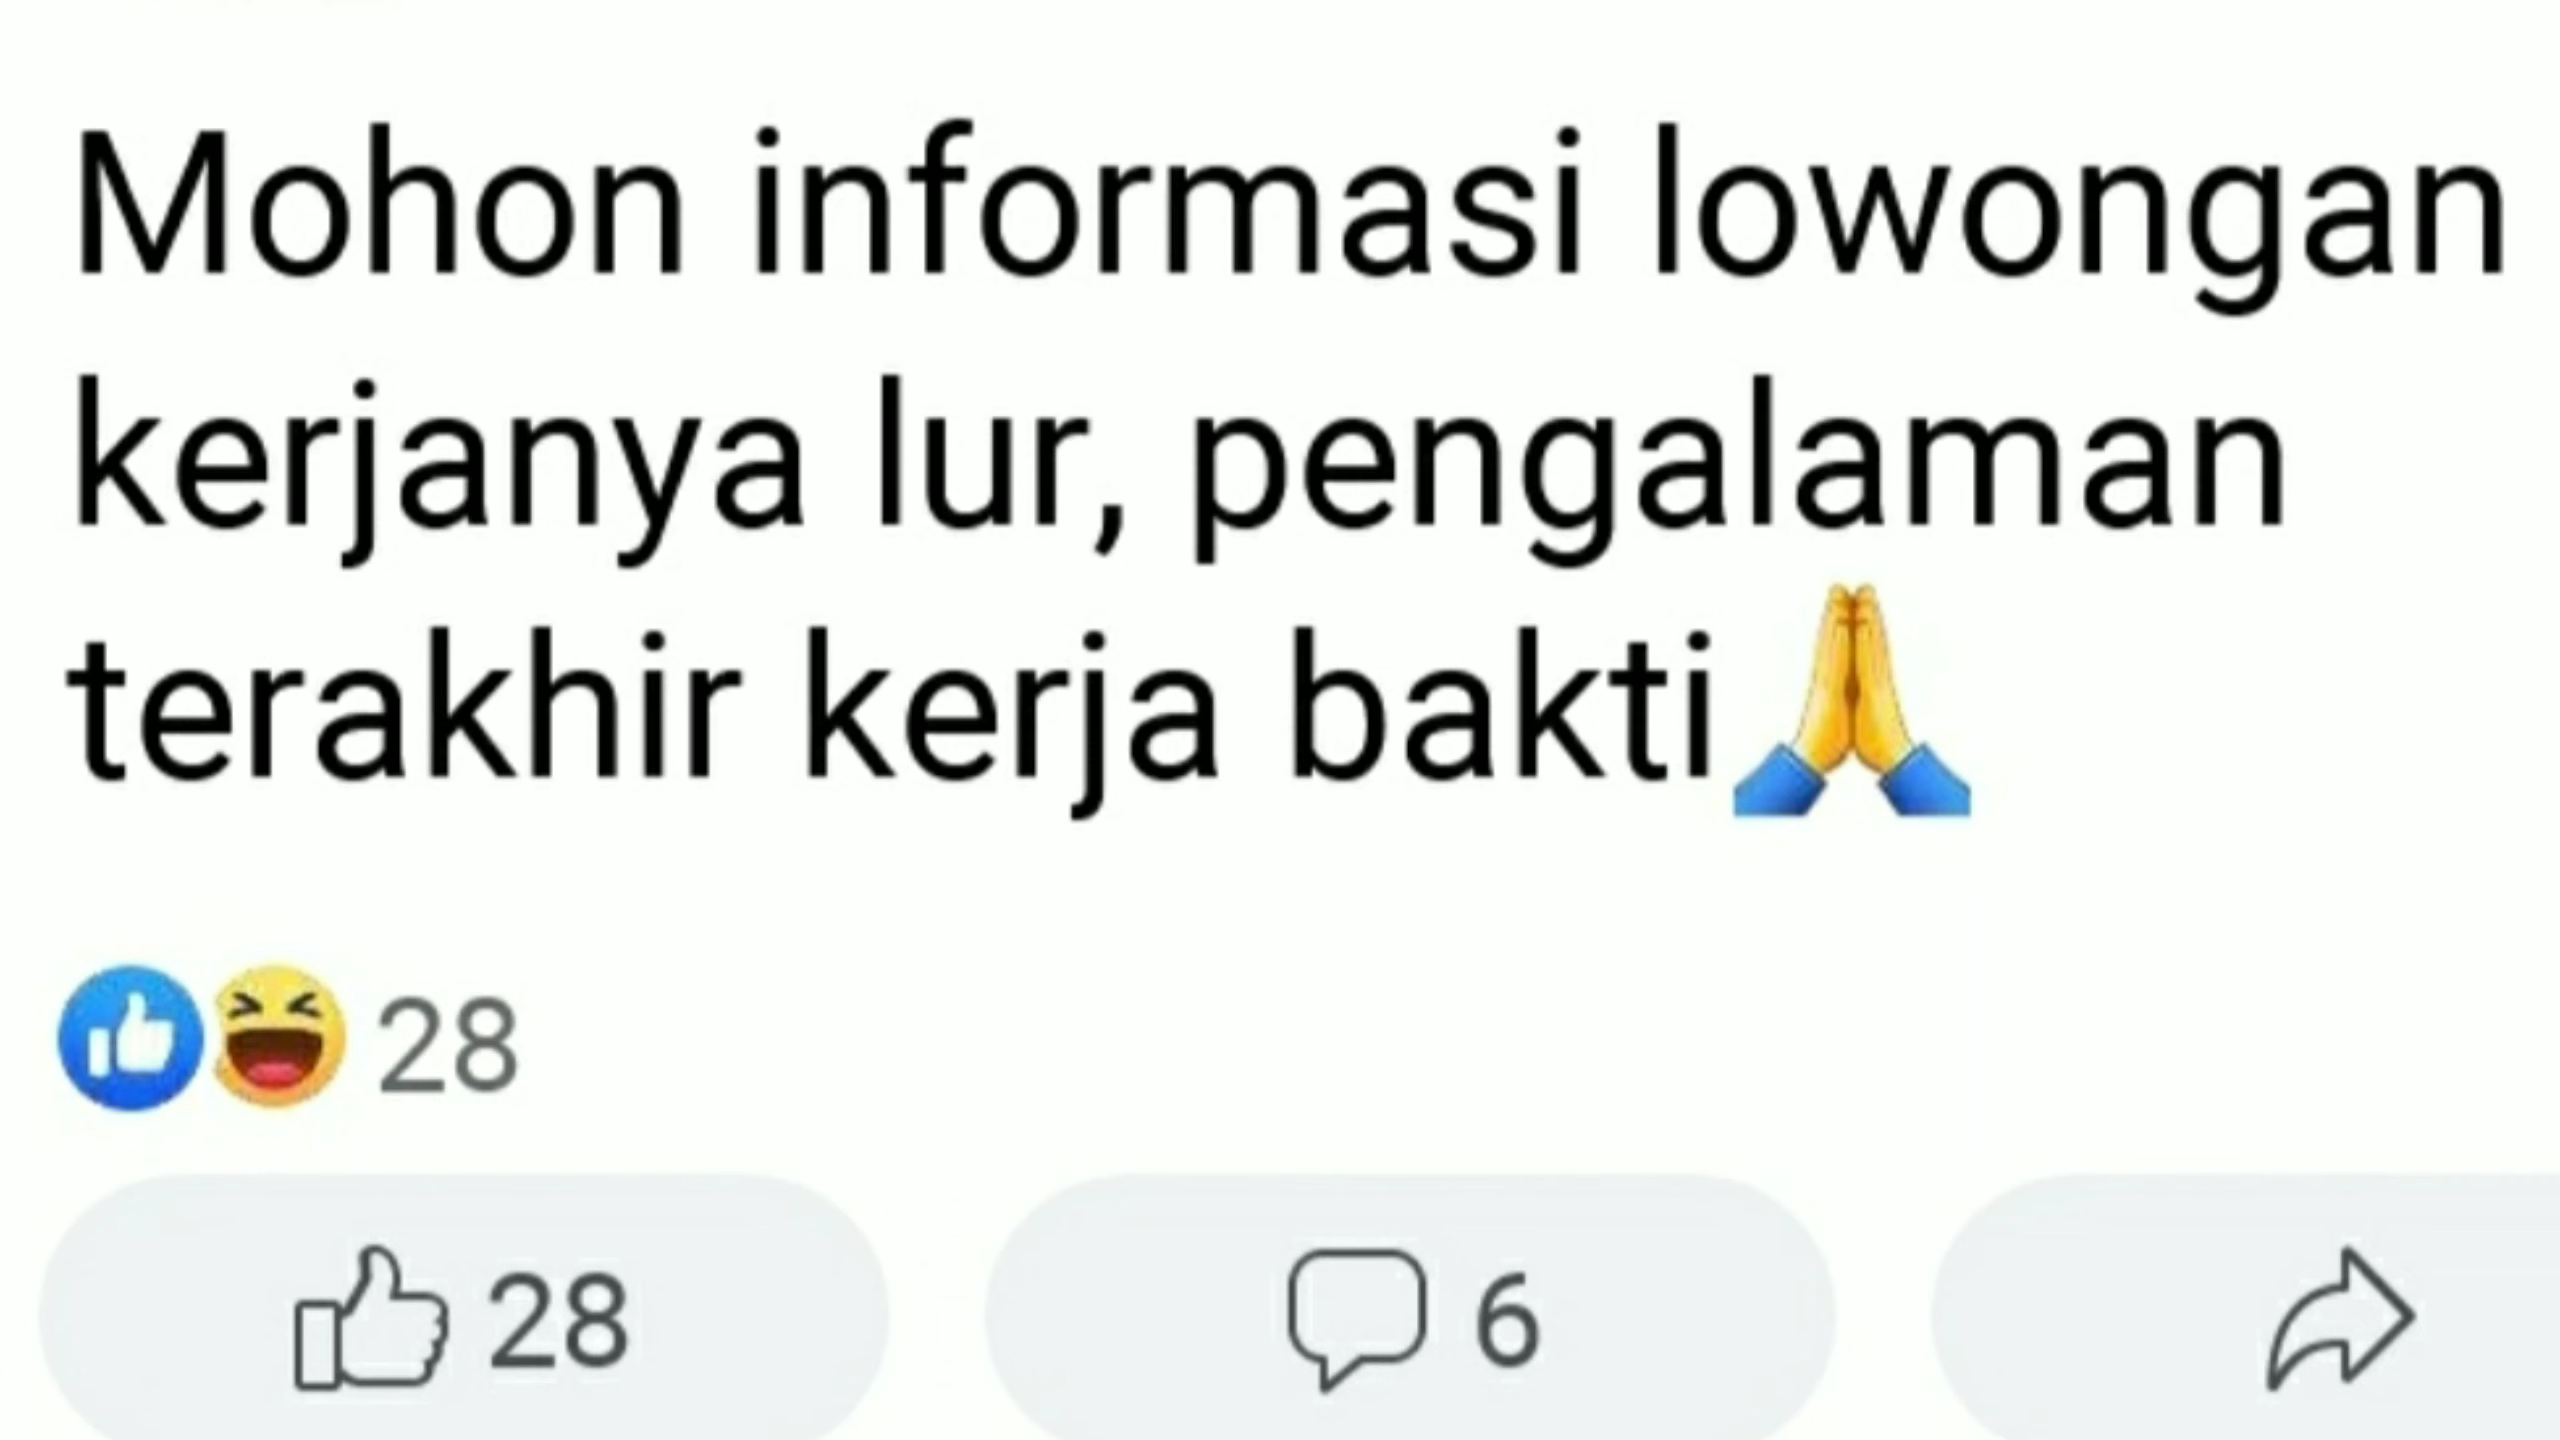 Mohon informasi lowongan
kerjanya lur, pengalaman
terakhir kerja bakti🙏
28
28 6